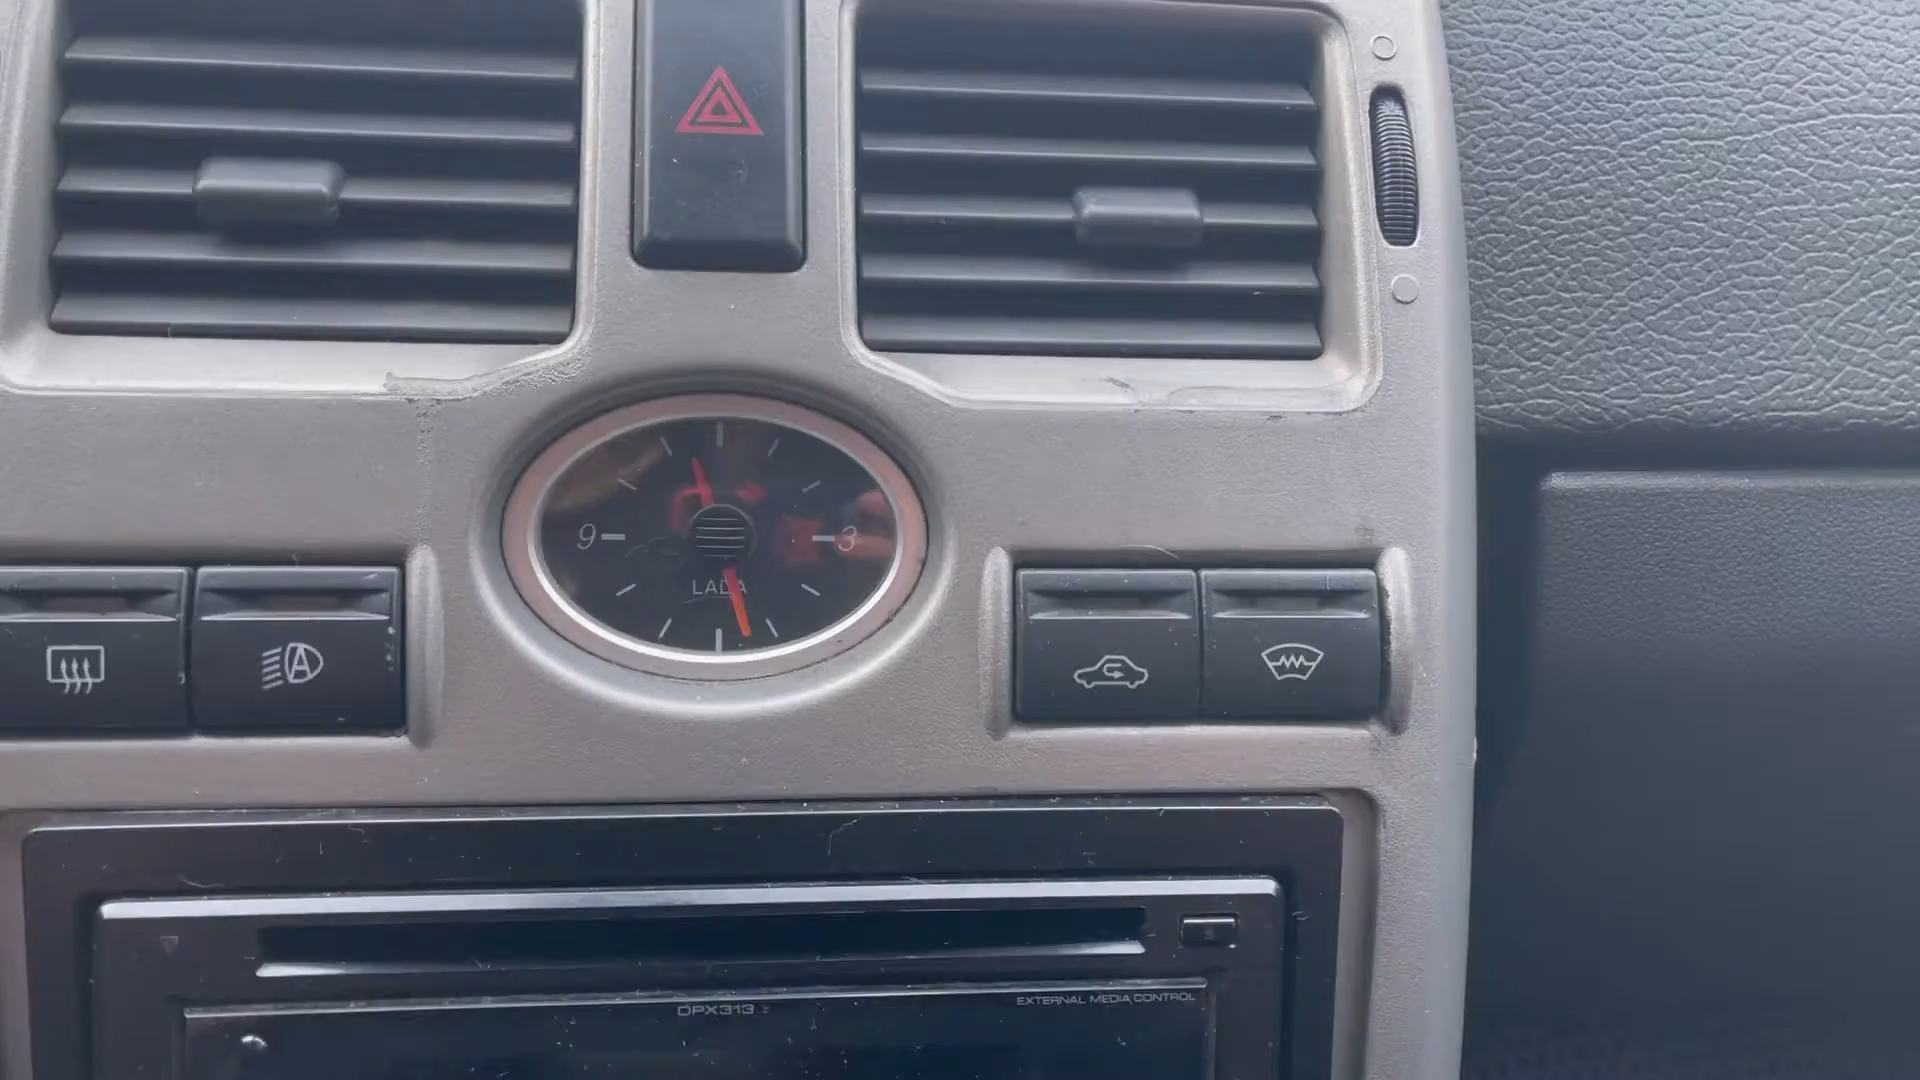 9 3
LADA
A
DPX313
EXTERNAL MEDIA CONTROL